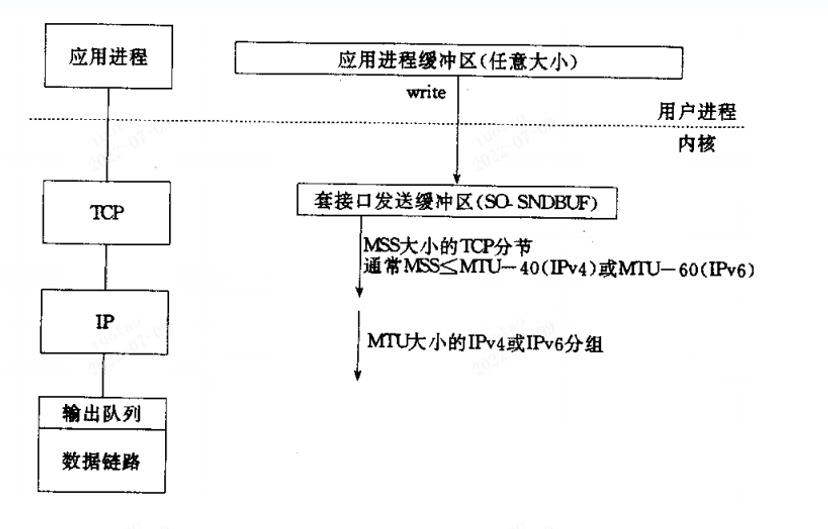 应用进程
应用进程缓冲区(任意大小)
write
用户进程
内核
TCP
套接口发送缓冲区(SO-SNDBUF)
MSS大小的TCP分节
通常MSS≤MTU－40(IPv4)或MTU－60(IPv6)
IP
MTU大小的IPv4或IPv6分组
输出队列
数据链路